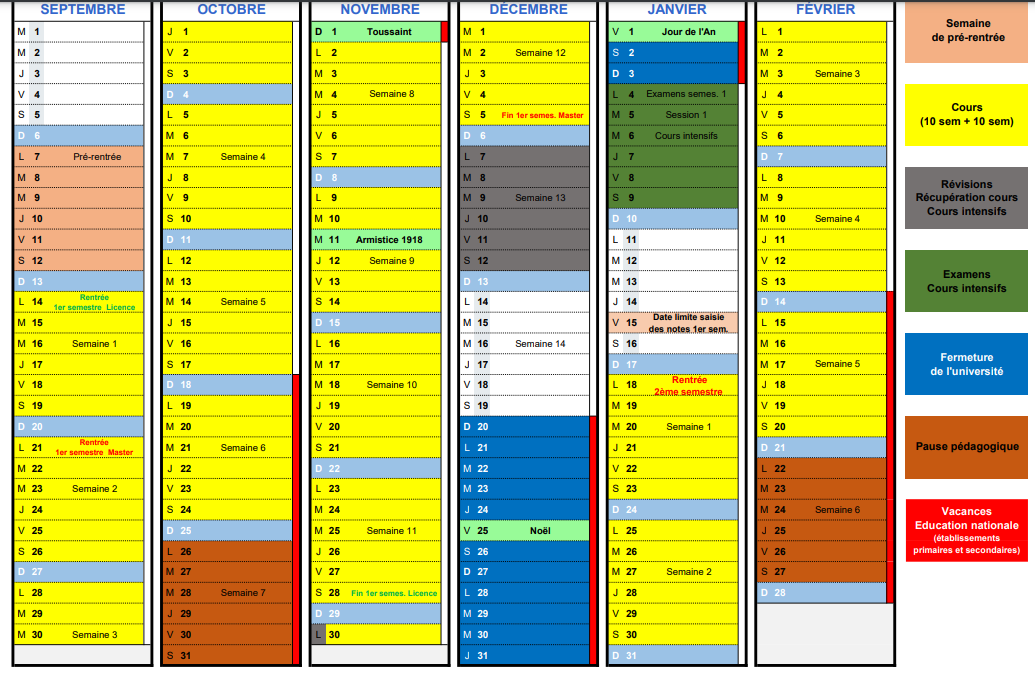 SEPTEMBRE
M 1
M 2
J 3
V 4
S 5
D 6
L 7 Pré-rentrée
M 8
M 9
J 10
V 11
S 12
D 13
L 14 Rentrée
1er semestre Licence
M 15
M 16 Semaine 1
J 17
V 18
S 19
D 20
L 21 Rentrée
1er semestre Master
M 22
M 23 Semaine 2
J 24
V 25
S 26
D 27
L 28
M 29
M 30 Semaine 3
OCTOBRE
J 1
V 2
S 3
D 4
L 5
M 6
M 7 Semaine 4
J 8
V 9
S 10
D 11
L 12
M 13
M 14 Semaine 5
J 15
V 16
S 17
D 18
L 19
M 20
M 21 Semaine 6
J 22
V 23
S 24
D 25
L 26
M 27
M 28 Semaine 7
J 29
V 30
S 31
NOVEMBRE
D 1 Toussaint
L 2
M 3
M 4 Semaine 8
J 5
V 6
S 7
D 8
L 9
M 10
M 11 Armistice 1918
J 12 Semaine 9
V 13
S 14
D 15
L 16
M 17
M 18 Semaine 10
J 19
V 20
S 21
D 22
L 23
M 24
M 25 Semaine 11
J 26
V 27
S 28 Fin 1er semes. Licence
D 29
L 30
DÉCEMBRE
M 1
M 2 Semaine 12
J 3
V 4
S 5 Fin 1er semes. Master
D 6
L 7
M 8
M 9 Semaine 13
J 10
V 11
S 12
D 13
L 14
M 15
M 16 Semaine 14
J 17
V 18
S 19
D 20
L 21
M 22
M 23
J 24
V 25 Noël
S 26
D 27
L 28
M 29
M 30
J 31
JANVIER
V 1 Jour de l'An
S 2
D 3
L 4 Examens semes. 1
M 5 Session 1
M 6 Cours intensifs
J 7
V 8
S 9
D 10
L 11
M 12
M 13
J 14
V 15 Date limite saisie
des notes 1er sem.
S 16
D 17
L 18 Rentrée
2ème semestre
M 19
M 20 Semaine 1
J 21
V 22
S 23
D 24
L 25
M 26
M 27 Semaine 2
J 28
V 29
S 30
D 31
FÉVRIER
L 1
M 2
M 3 Semaine 3
J 4
V 5
S 6
D 7
L 8
M 9
M 10 Semaine 4
J 11
V 12
S 13
D 14
L 15
M 16
M 17 Semaine 5
J 18
V 19
S 20
D 21
L 22
M 23
M 24 Semaine 6
J 25
V 26
S 27
D 28
Semaine
de pré-rentrée
Cours
(10 sem + 10 sem)
Révisions
Récupération cours
Cours intensifs
Examens
Cours intensifs
Fermeture
de l'université
Pause pédagogique
Vacances
Education nationale
(établissements
primaires et secondaires)